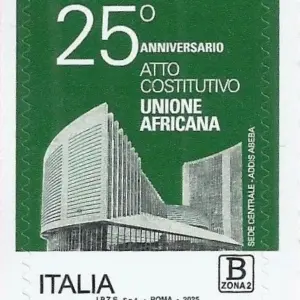 25°
ANNIVERSARIO
ATTO
COSTITUTIVO
UNIONE
AFRICANA
SEDE CENTRALE - ADDIS ABEBA
ITALIA
B
ZONA 2
I.P.Z.S. S.p.A. - ROMA - 2025